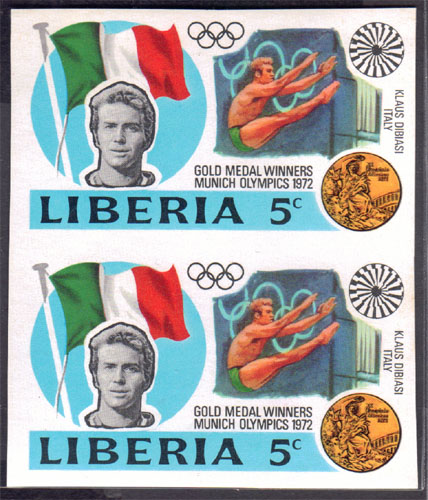 KLAUS DIBIASI
ITALY
GOLD MEDAL WINNERS
MUNICH OLYMPICS 1972
LIBERIA 5c
KLAUS DIBIASI
ITALY
GOLD MEDAL WINNERS
MUNICH OLYMPICS 1972
LIBERIA 5c